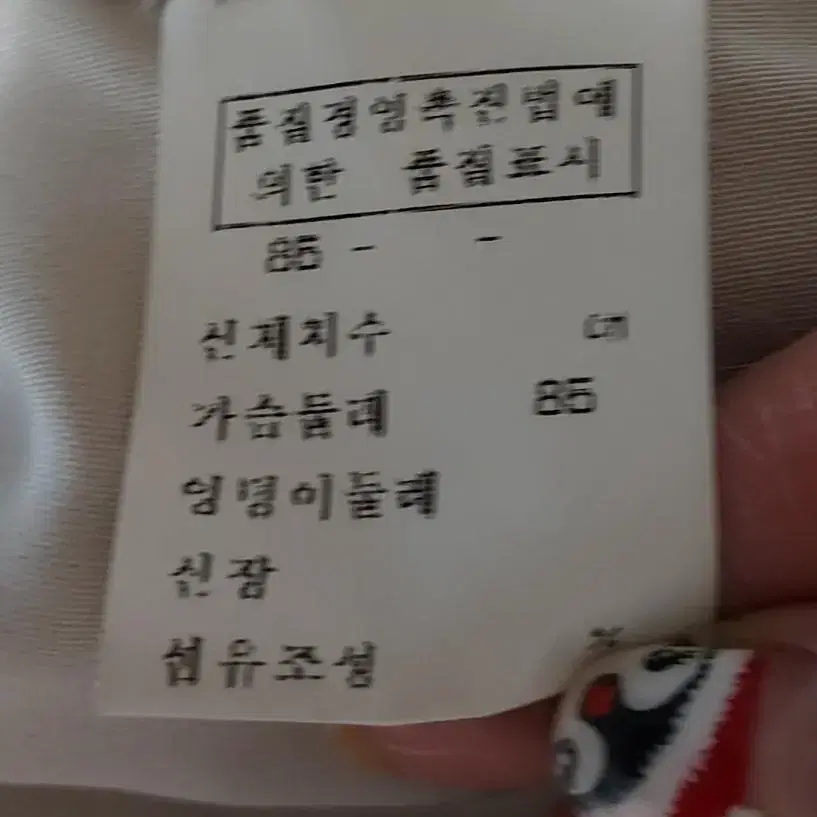 품질경영촉진법에
의한 품질표시
85 - -
신체치수 cm
가슴둘레 85
엉덩이둘레
신장
섬유조성 %